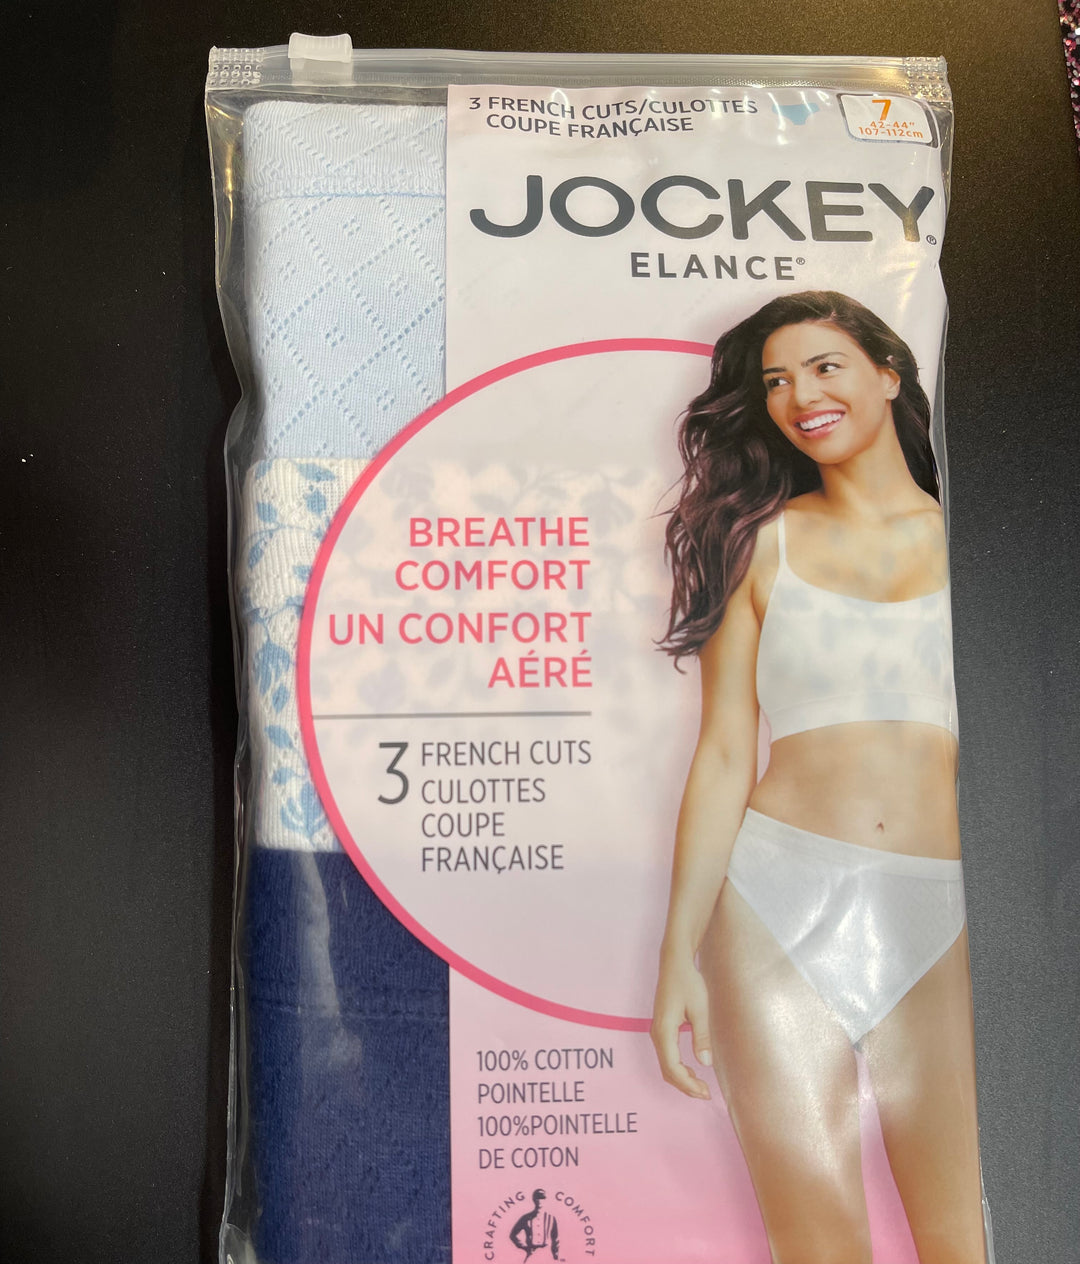 3 FRENCH CUTS/CULOTTES
COUPE FRANÇAISE
7
42-44"
107-112cm
JOCKEY®
ELANCE®
BREATHE
COMFORT
UN CONFORT
AÉRÉ
3 FRENCH CUTS
CULOTTES
COUPE
FRANÇAISE
100% COTTON
POINTELLE
100%POINTELLE
DE COTON
CRAFTING COMFORT